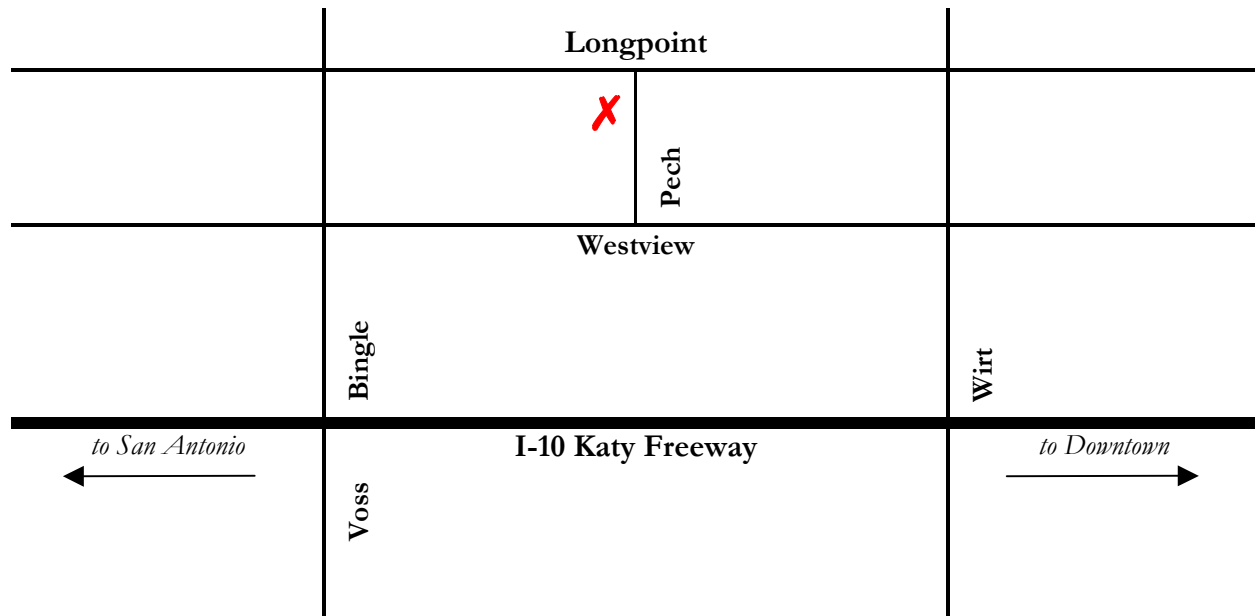 Longpoint
Pech
Westview
Bingle
Wirt
to San Antonio
I-10 Katy Freeway
to Downtown
Voss